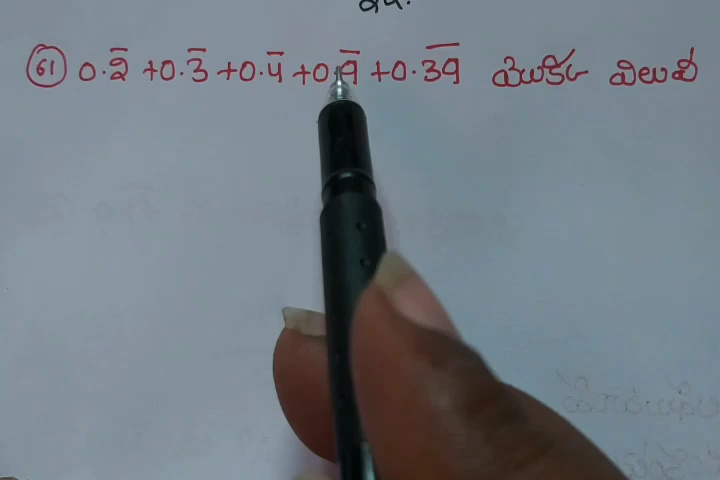 (61) 0.2̅ + 0.3̅ + 0.4̅ + 0.9̅ + 0.3̅9̅ యొక్క విలువ